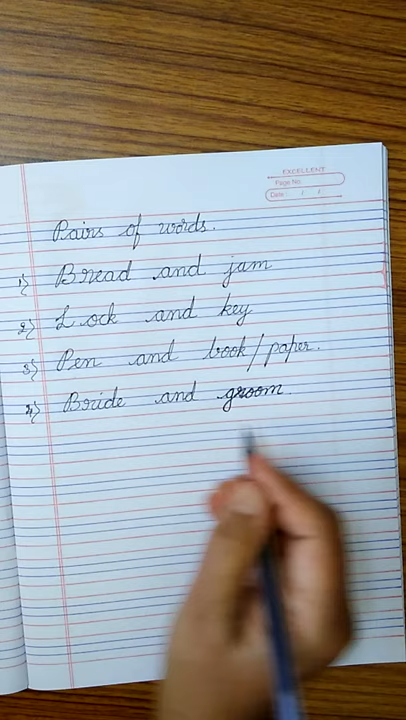 EXCELLENT
Page No.
Date / /
Pairs of words.
1) Bread and jam
2) Lock and key
3) Pen and book/paper.
4) Bride and groom.